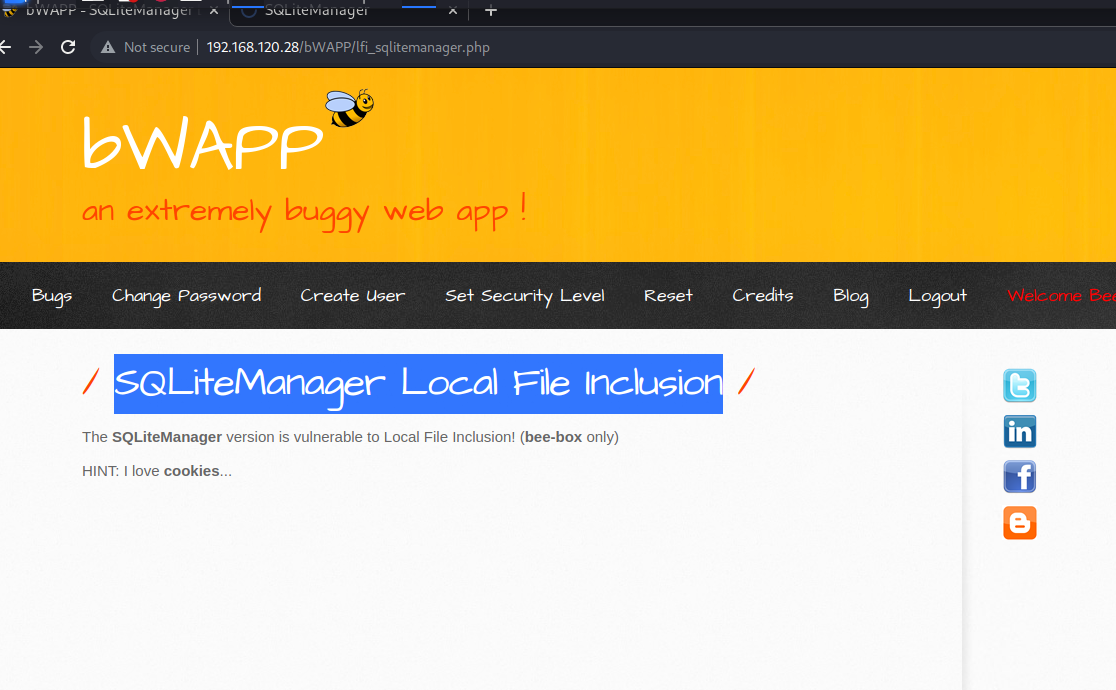 bWAPP - SQLiteManager
SQLiteManager
Not secure 192.168.120.28/bWAPP/lfi_sqlitemanager.php
bWAPP
an extremely buggy web app !
Bugs Change Password Create User Set Security Level Reset Credits Blog Logout Welcome Bee
/ SQLiteManager Local File Inclusion /
The SQLiteManager version is vulnerable to Local File Inclusion! (bee-box only)
HINT: I love cookies...